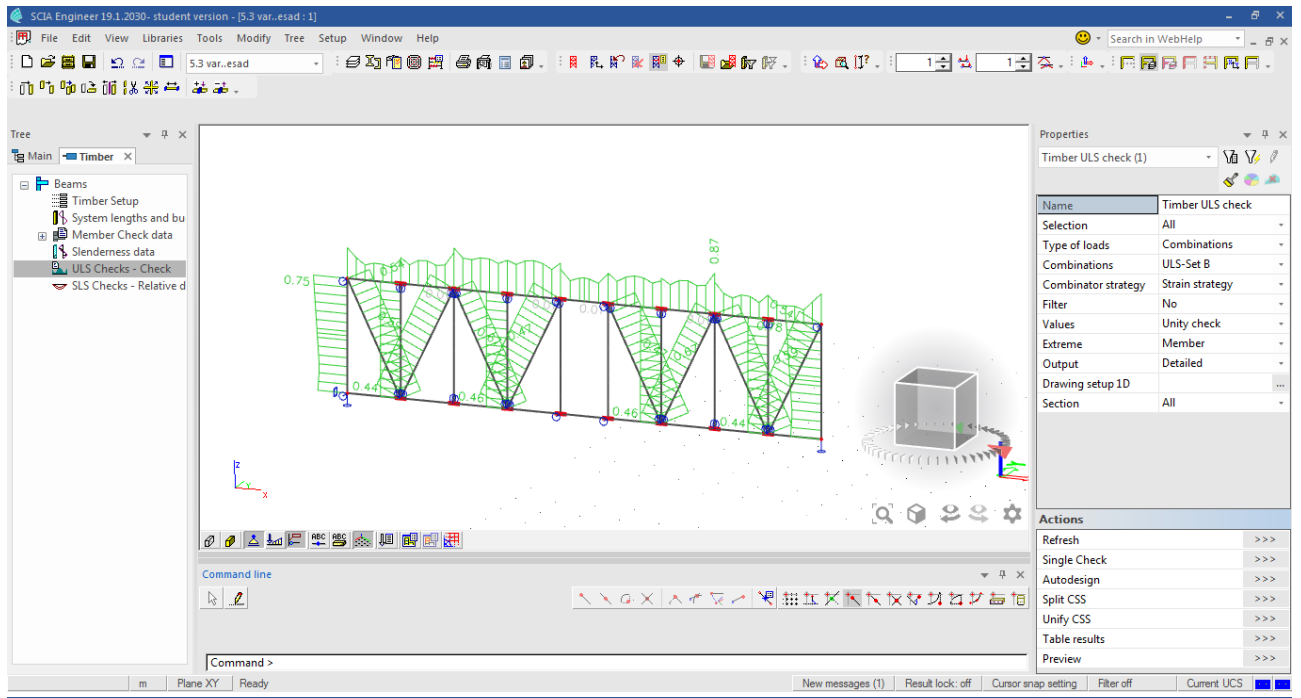 SCIA Engineer 19.1.2030- student version - [5.3 var..esad : 1]
File Edit View Libraries Tools Modify Tree Setup Window Help
Search in WebHelp
5.3 var..esad
1
1
Tree
Main
Timber
Beams
Timber Setup
System lengths and bu
Member Check data
Slenderness data
ULS Checks - Check
SLS Checks - Relative d
0.87
0.75
0.44
0.46
0.46
0.44
z
Y
x
ABC
ABC
Command line
Command >
Properties
Timber ULS check (1)
Name Timber ULS check
Selection All
Type of loads Combinations
Combinations ULS-Set B
Combinator strategy Strain strategy
Filter No
Values Unity check
Extreme Member
Output Detailed
Drawing setup 1D ...
Section All
Actions
Refresh >>>
Single Check >>>
Autodesign >>>
Split CSS >>>
Unify CSS >>>
Table results >>>
Preview >>>
m Plane XY Ready New messages (1) Result lock: off Cursor snap setting Filter off Current UCS